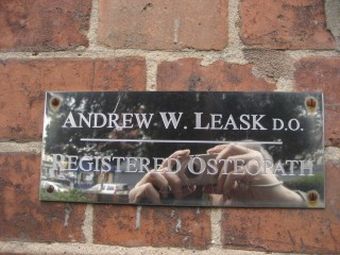 ANDREW W. LEASK D.O.
REGISTERED OSTEOPATH